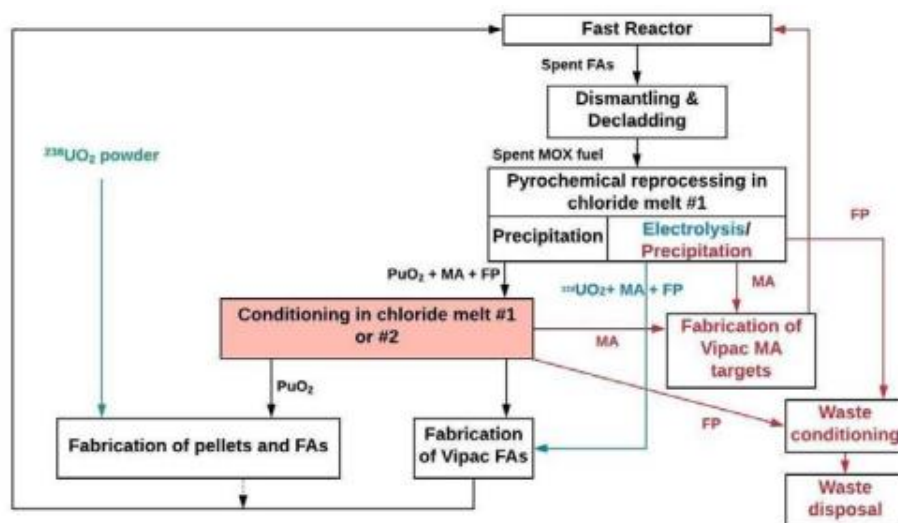 Fast Reactor
Spent FAs
Dismantling &
Decladding
²³⁸UO₂ powder
Spent MOX fuel
Pyrochemical reprocessing in
chloride melt #1
FP
Precipitation
Electrolysis/
Precipitation
PuO₂ + MA + FP
UO₂+ MA + FP
MA
Conditioning in chloride melt #1
or #2
MA
Fabrication of
Vipac MA
targets
PuO₂
Fabrication of pellets and FAs
Fabrication
of Vipac FAs
FP
Waste
conditioning
Waste
disposal